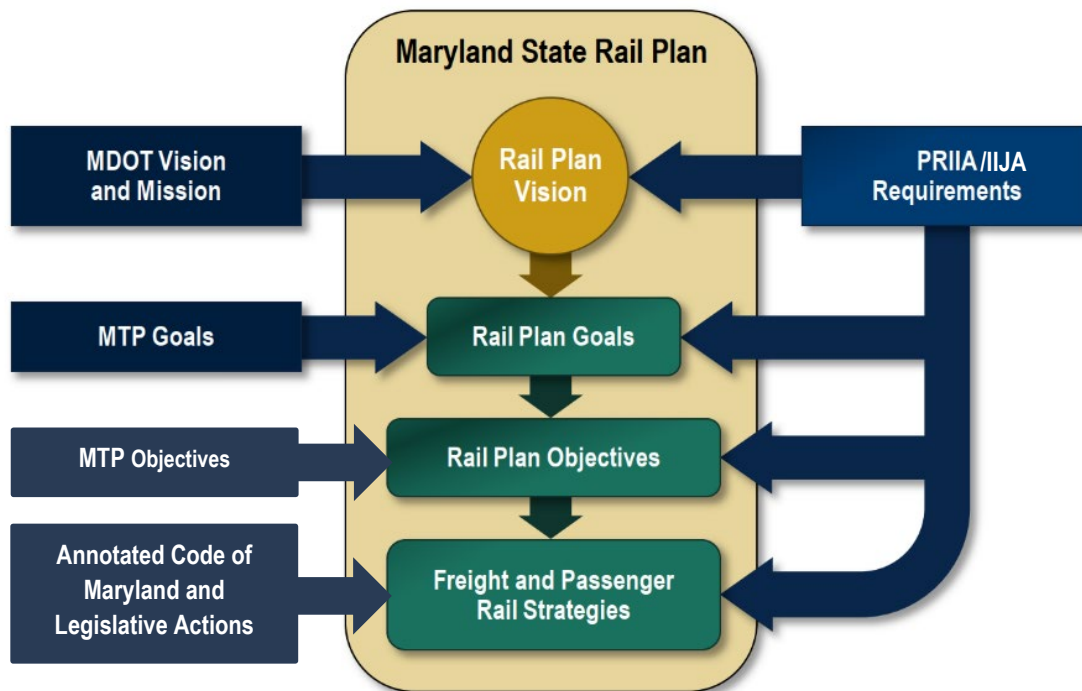 Maryland State Rail Plan
MDOT Vision
and Mission
Rail Plan
Vision
PRIIA/IIJA
Requirements
MTP Goals
Rail Plan Goals
MTP Objectives
Rail Plan Objectives
Annotated Code of
Maryland and
Legislative Actions
Freight and Passenger
Rail Strategies